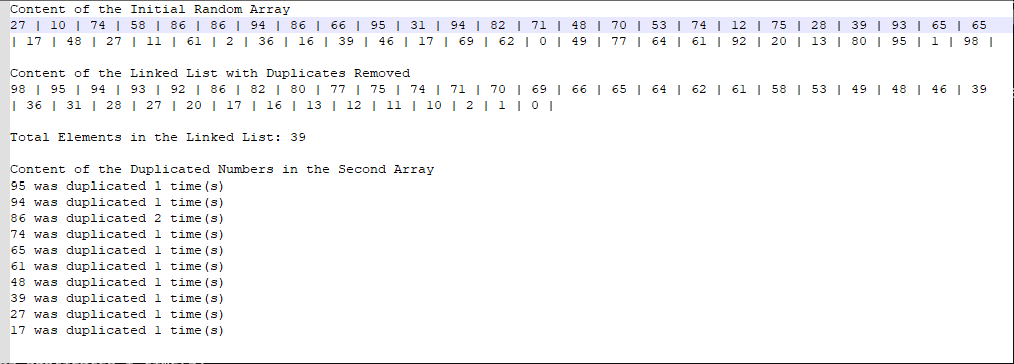 Content of the Initial Random Array
27 | 10 | 74 | 58 | 86 | 86 | 94 | 86 | 66 | 95 | 31 | 94 | 82 | 71 | 48 | 70 | 53 | 74 | 12 | 75 | 28 | 39 | 93 | 65 | 65
| 17 | 48 | 27 | 11 | 61 | 2 | 36 | 16 | 39 | 46 | 17 | 69 | 62 | 0 | 49 | 77 | 64 | 61 | 92 | 20 | 13 | 80 | 95 | 1 | 98 |
Content of the Linked List with Duplicates Removed
98 | 95 | 94 | 93 | 92 | 86 | 82 | 80 | 77 | 75 | 74 | 71 | 70 | 69 | 66 | 65 | 64 | 62 | 61 | 58 | 53 | 49 | 48 | 46 | 39
| 36 | 31 | 28 | 27 | 20 | 17 | 16 | 13 | 12 | 11 | 10 | 2 | 1 | 0 |
Total Elements in the Linked List: 39
Content of the Duplicated Numbers in the Second Array
95 was duplicated 1 time(s)
94 was duplicated 1 time(s)
86 was duplicated 2 time(s)
74 was duplicated 1 time(s)
65 was duplicated 1 time(s)
61 was duplicated 1 time(s)
48 was duplicated 1 time(s)
39 was duplicated 1 time(s)
27 was duplicated 1 time(s)
17 was duplicated 1 time(s)